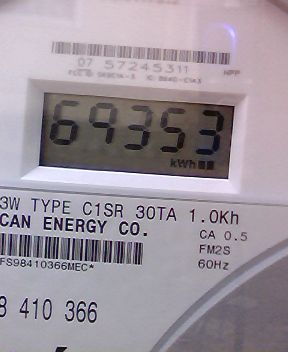 07 57245311
69353
kWh
3W TYPE C1SR 30TA 1.0Kh
CAN ENERGY CO.
CA 0.5
FM2S
60Hz
FS98410366MEC*
8 410 366